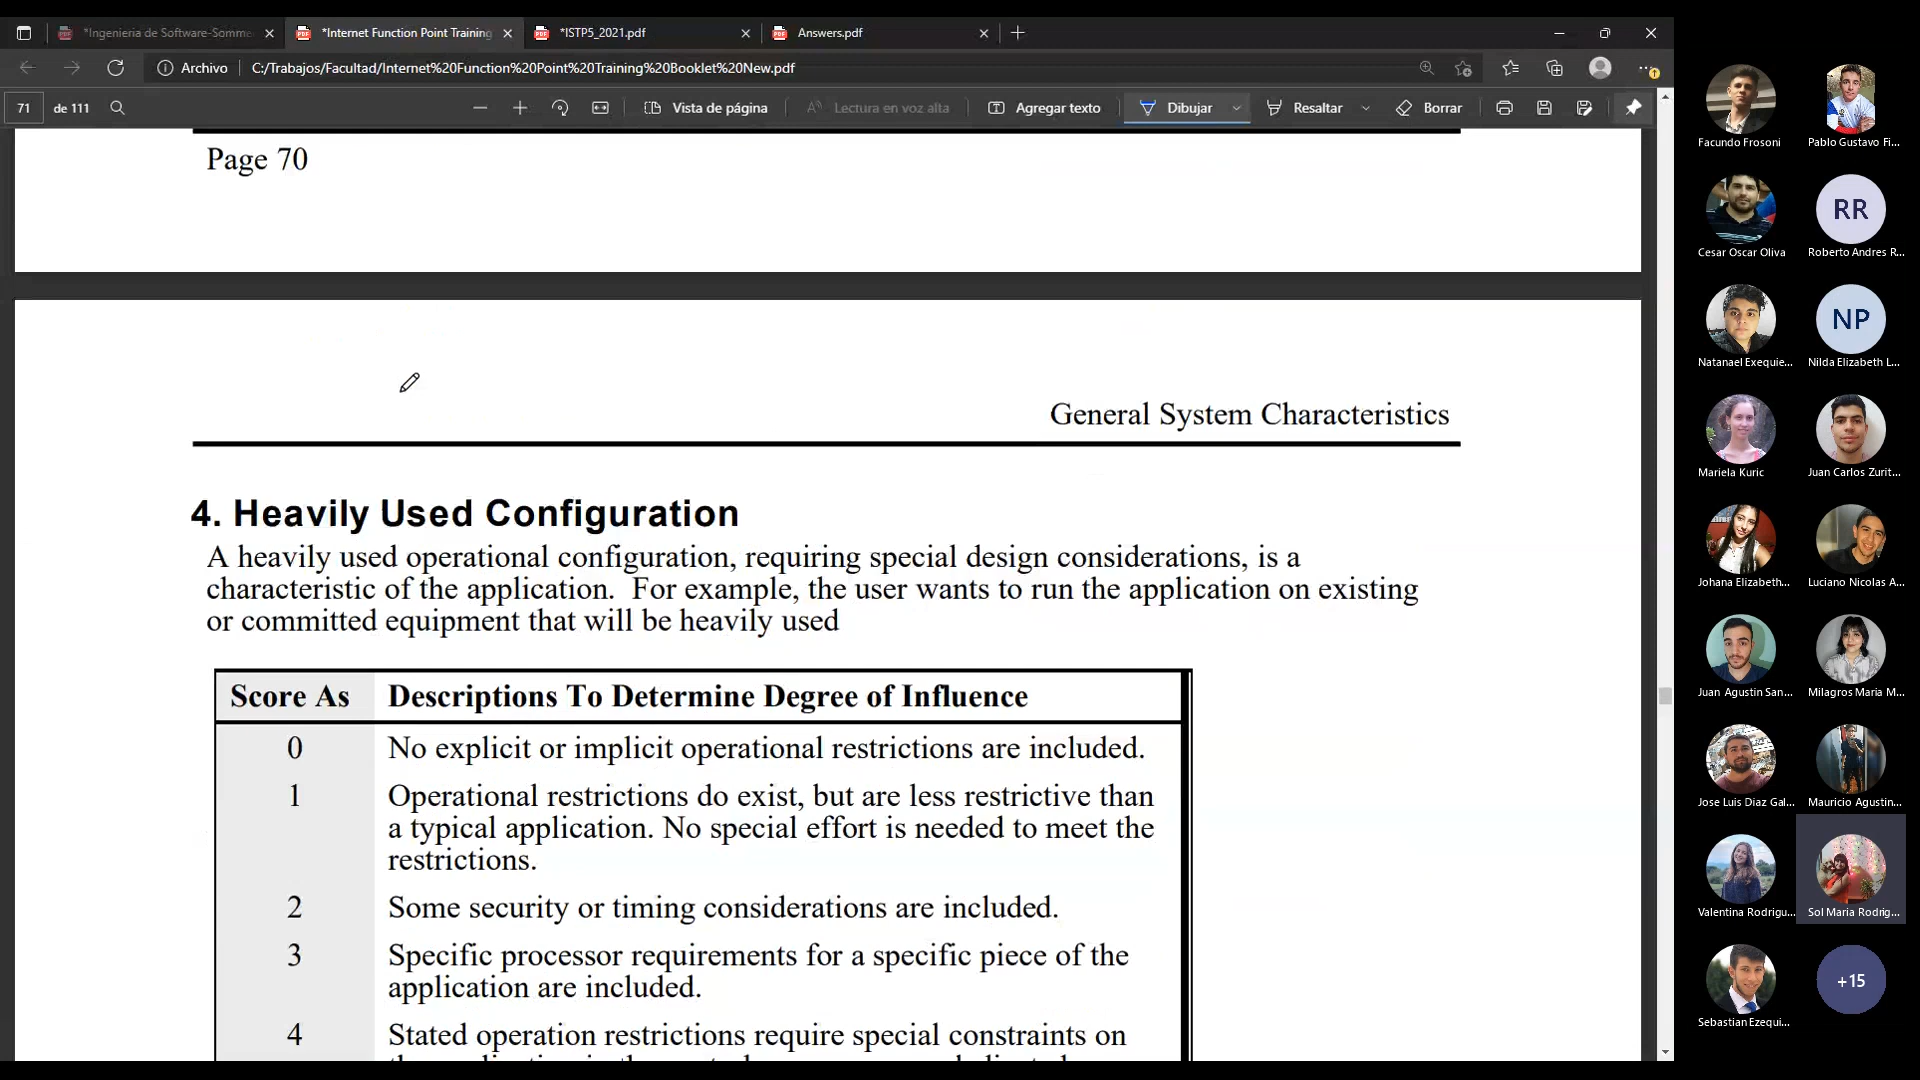 *Ingenieria de Software-Somme
*Internet Function Point Training
*ISTP5_2021.pdf
Answers.pdf
Archivo
C:/Trabajos/Facultad/Internet%20Function%20Point%20Training%20Booklet%20New.pdf
71 de 111
Vista de página
Lectura en voz alta
Agregar texto
Dibujar
Resaltar
Borrar
Page 70
General System Characteristics
4. Heavily Used Configuration
A heavily used operational configuration, requiring special design considerations, is a
characteristic of the application. For example, the user wants to run the application on existing
or committed equipment that will be heavily used
Score As Descriptions To Determine Degree of Influence
0 No explicit or implicit operational restrictions are included.
1 Operational restrictions do exist, but are less restrictive than
a typical application. No special effort is needed to meet the
restrictions.
2 Some security or timing considerations are included.
3 Specific processor requirements for a specific piece of the
application are included.
4 Stated operation restrictions require special constraints on
Facundo Frosoni
Pablo Gustavo Fi...
Cesar Oscar Oliva
RR
Roberto Andres R...
Natanael Exequie...
NP
Nilda Elizabeth L...
Mariela Kuric
Juan Carlos Zurit...
Johana Elizabeth...
Luciano Nicolas A...
Juan Agustin San...
Milagros Maria M...
Jose Luis Diaz Gal...
Mauricio Agustin...
Valentina Rodrigu...
Sol Maria Rodrig...
Sebastian Ezequi...
+15